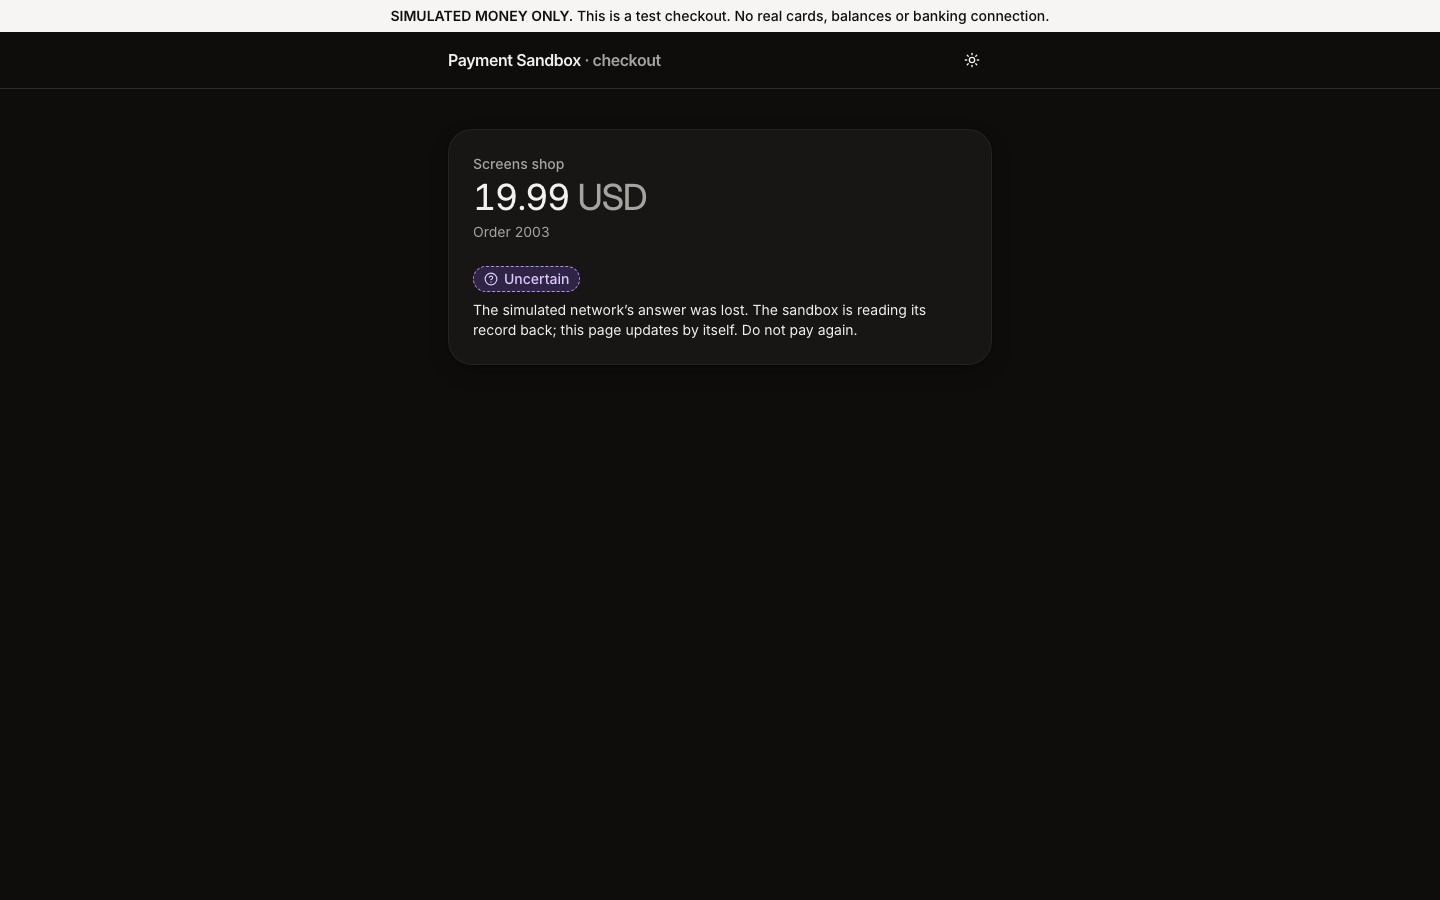 SIMULATED MONEY ONLY. This is a test checkout. No real cards, balances or banking connection.
Payment Sandbox · checkout
Screens shop
19.99 USD
Order 2003
Uncertain
The simulated network’s answer was lost. The sandbox is reading its
record back; this page updates by itself. Do not pay again.